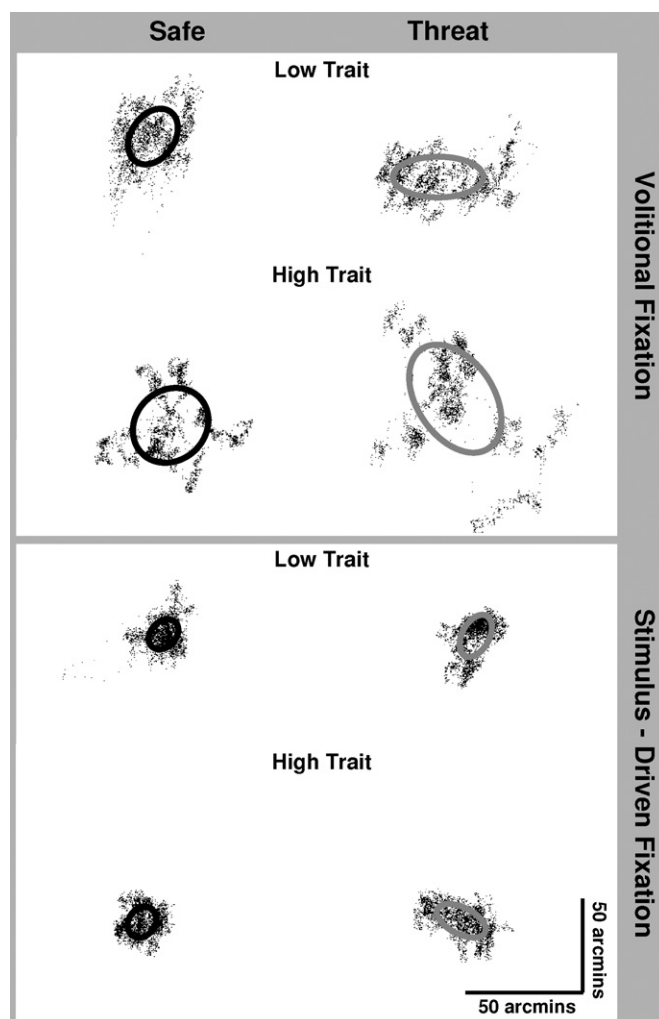 Safe
Threat
Low Trait
High Trait
Volitional Fixation
Low Trait
High Trait
Stimulus - Driven Fixation
50 arcmins
50 arcmins